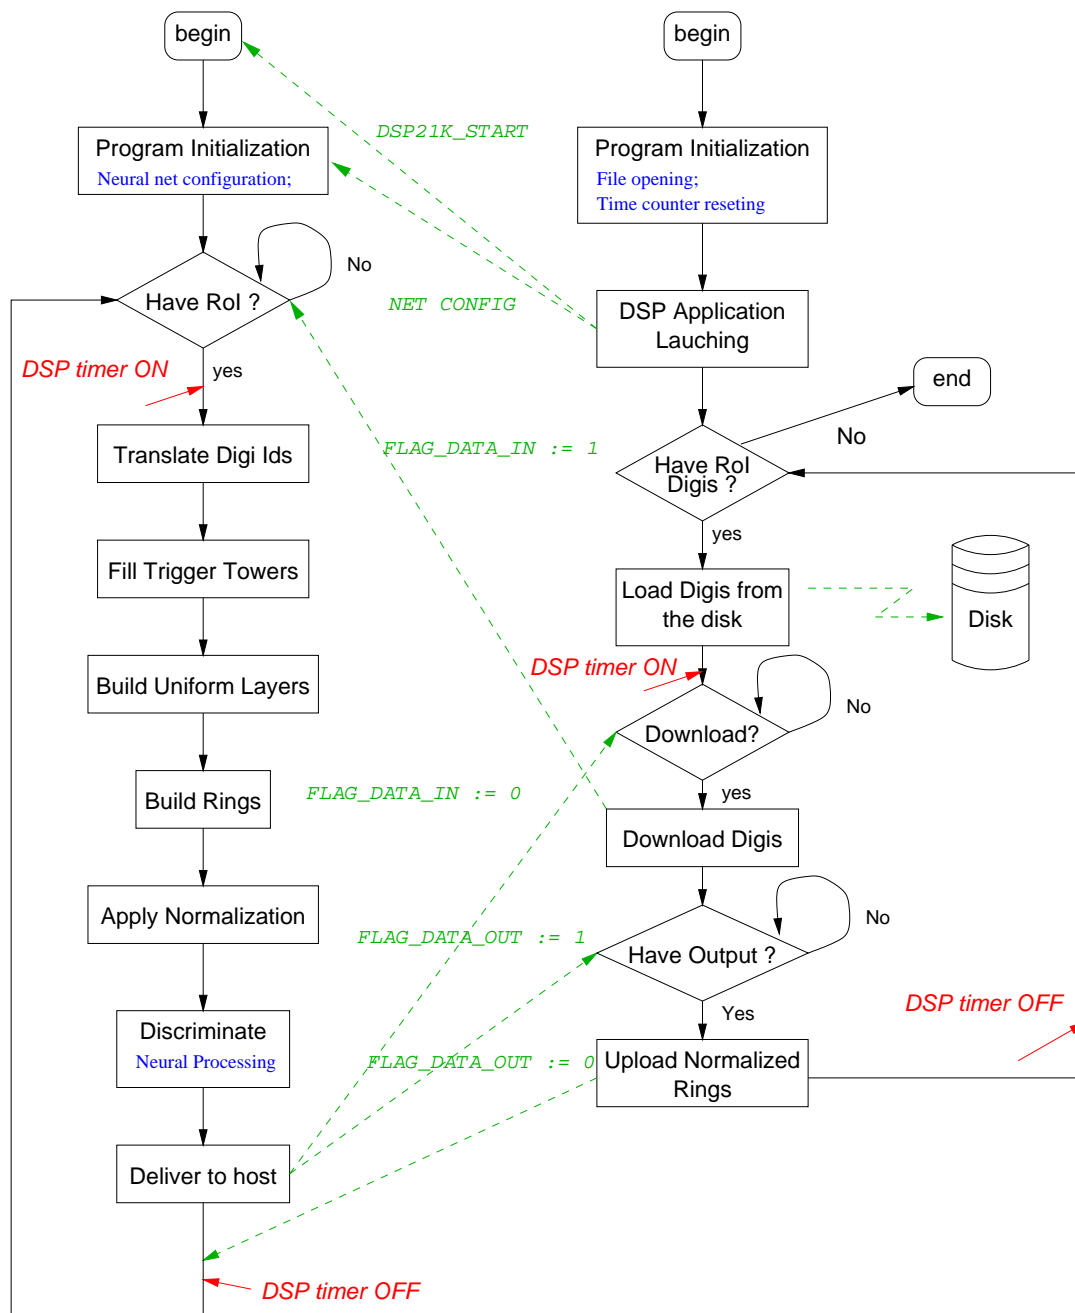 begin
begin
DSP21K_START
Program Initialization
Neural net configuration;
Program Initialization
File opening;
Time counter reseting
No
Have RoI ?
NET CONFIG
DSP Application
Lauching
DSP timer ON
yes
end
No
FLAG_DATA_IN := 1
Translate Digi Ids
Have RoI
Digis ?
yes
Fill Trigger Towers
Load Digis from
the disk
Disk
DSP timer ON
Build Uniform Layers
No
Download?
yes
Build Rings
FLAG_DATA_IN := 0
Download Digis
Apply Normalization
No
FLAG_DATA_OUT := 1
Have Output ?
Yes
DSP timer OFF
Discriminate
Neural Processing
FLAG_DATA_OUT := 0
Upload Normalized
Rings
Deliver to host
DSP timer OFF